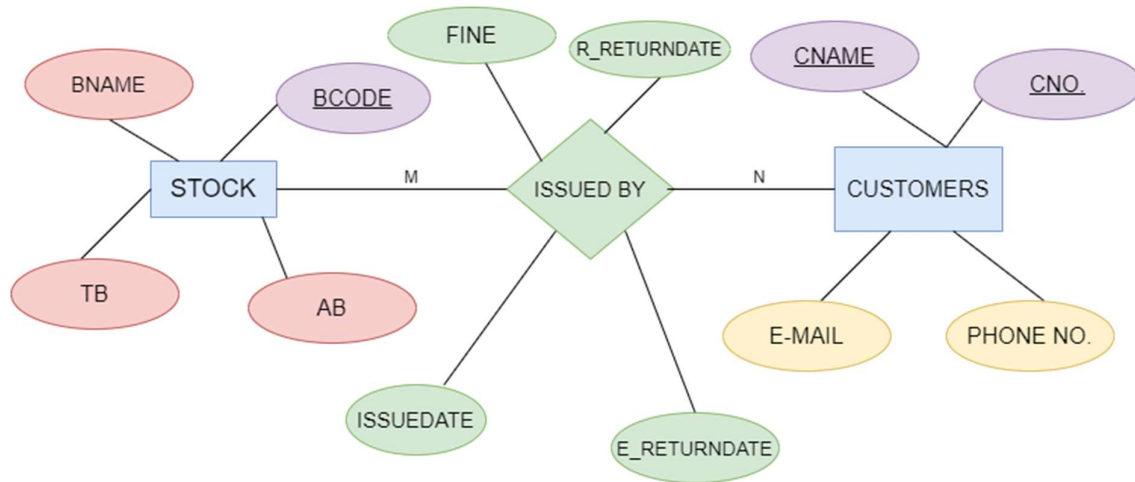 FINE
R_RETURNDATE
CNAME
CNO.
BNAME
BCODE
STOCK
M
ISSUED BY
N
CUSTOMERS
TB
AB
E-MAIL
PHONE NO.
ISSUEDATE
E_RETURNDATE